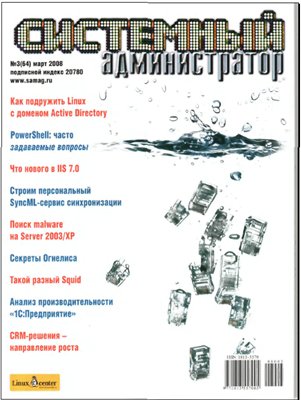 СИСТЕМНЫЙ
администратор
№3(64) март 2008
подписной индекс 20780
www.samag.ru
Как подружить Linux
с доменом Active Directory
PowerShell: часто
задаваемые вопросы
Что нового в IIS 7.0
Строим персональный
SyncML-сервис синхронизации
Поиск malware
на Server 2003/XP
Секреты Огнелиса
Такой разный Squid
Анализ производительности
«1С:Предприятие»
CRM-решения –
направление роста
Linux center